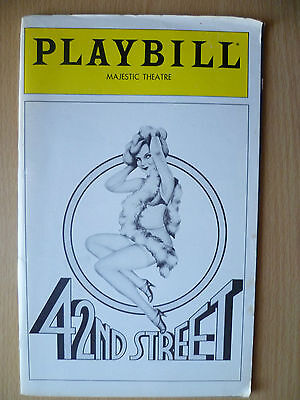 PLAYBILL
MAJESTIC THEATRE
42ND STREET